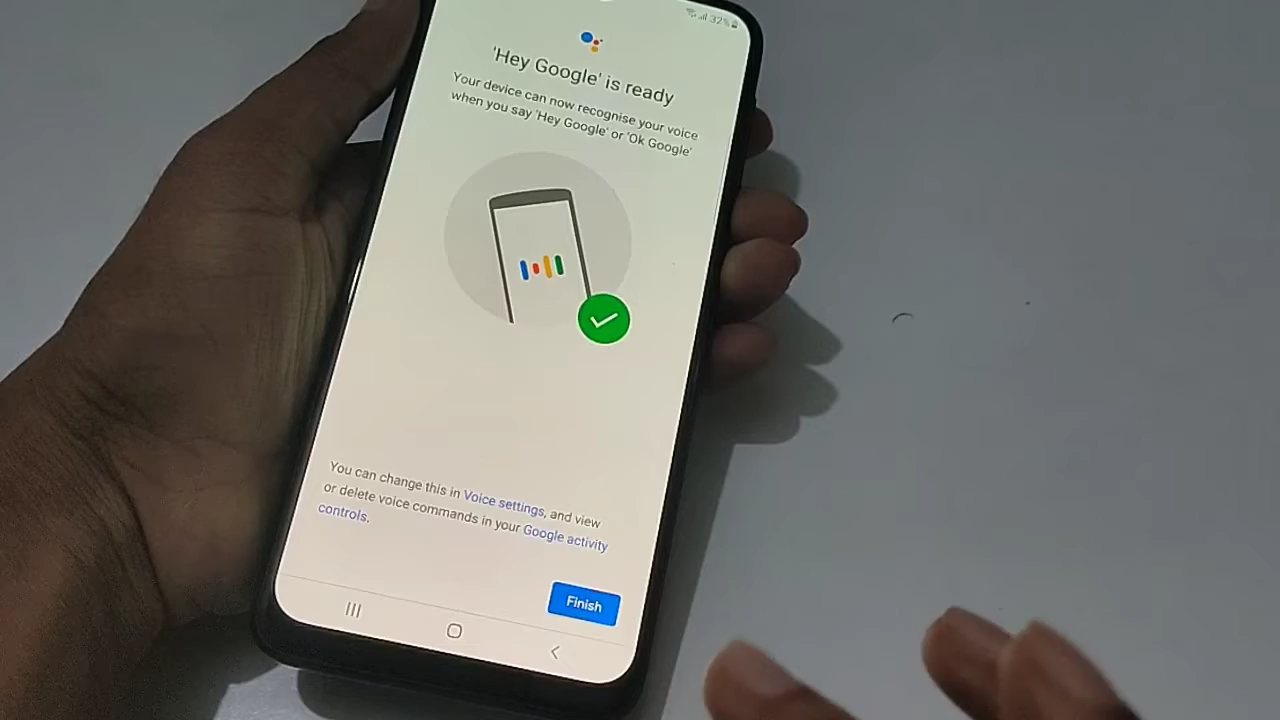 32%
'Hey Google' is ready
Your device can now recognise your voice
when you say 'Hey Google' or 'Ok Google'
You can change this in Voice settings, and view
or delete voice commands in your Google activity
controls.
Finish